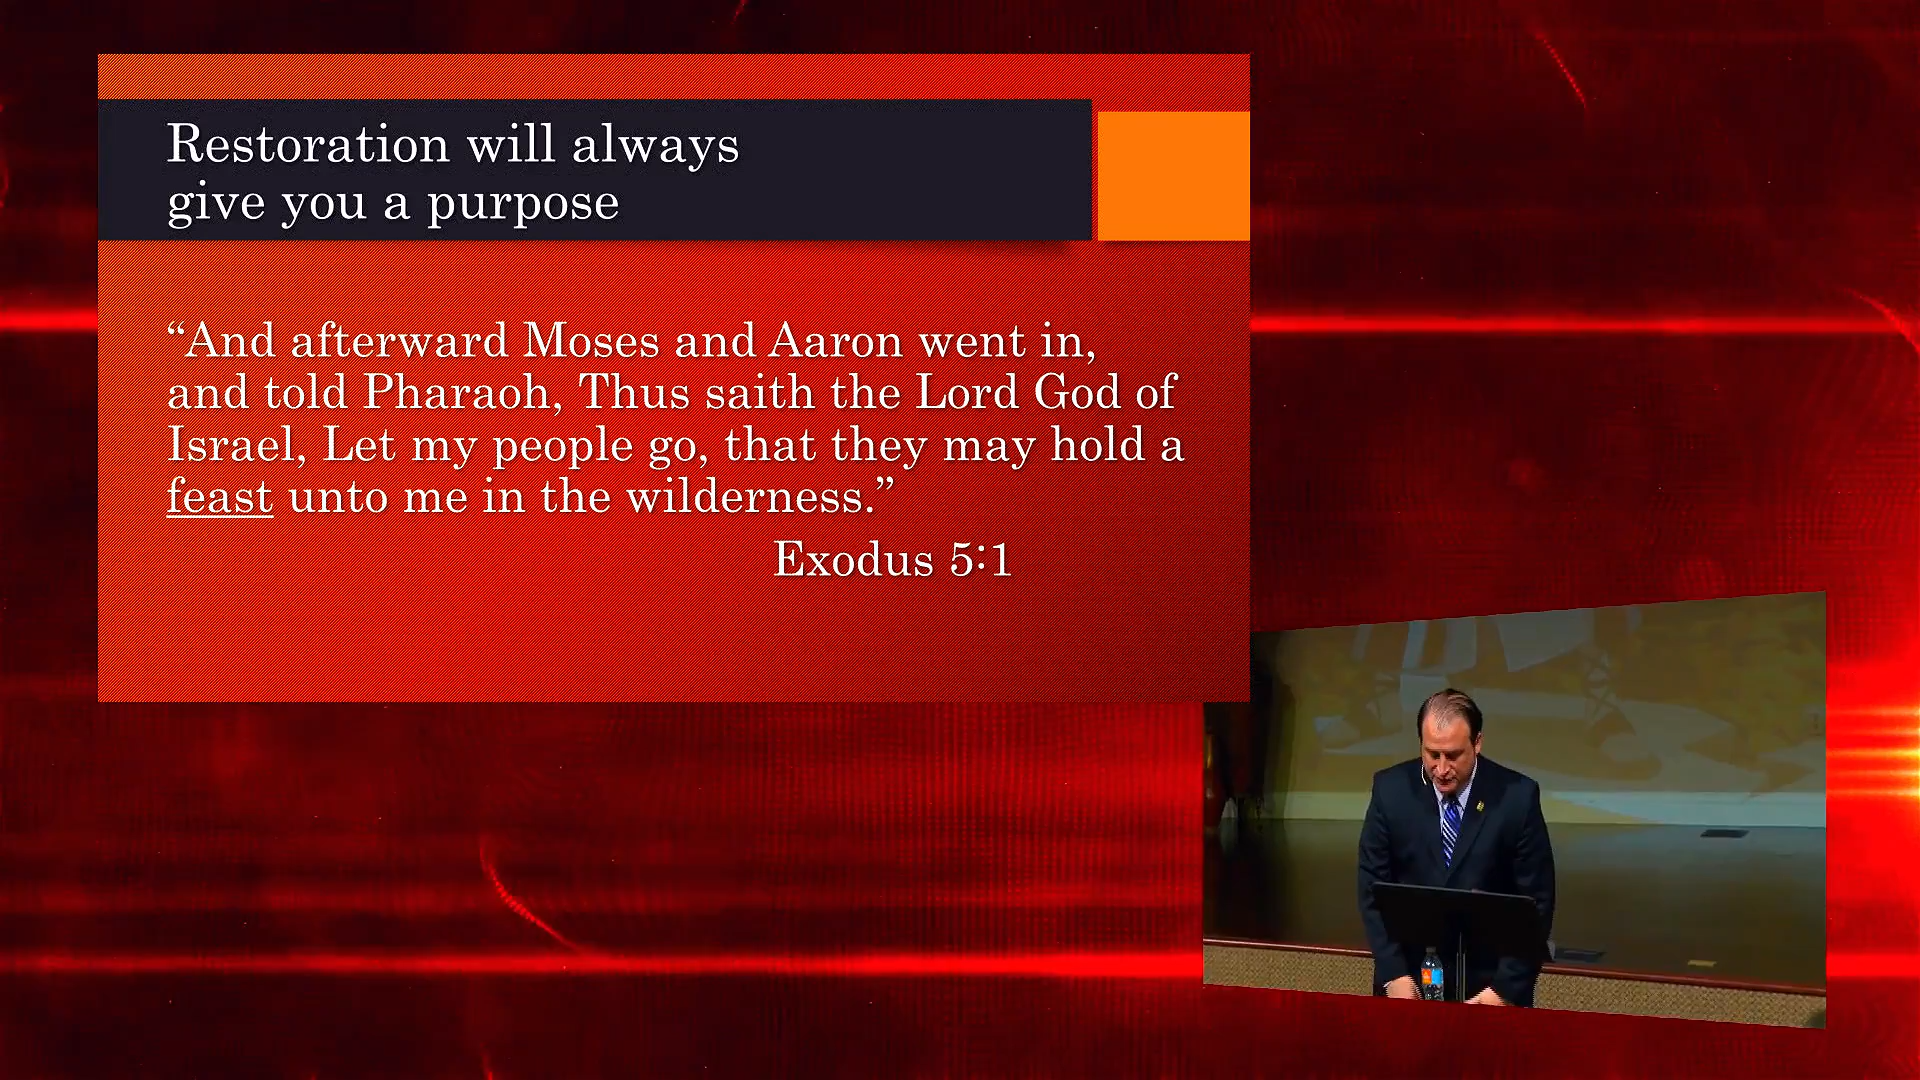 Restoration will always
give you a purpose
“And afterward Moses and Aaron went in,
and told Pharaoh, Thus saith the Lord God of
Israel, Let my people go, that they may hold a
feast unto me in the wilderness.”
Exodus 5:1